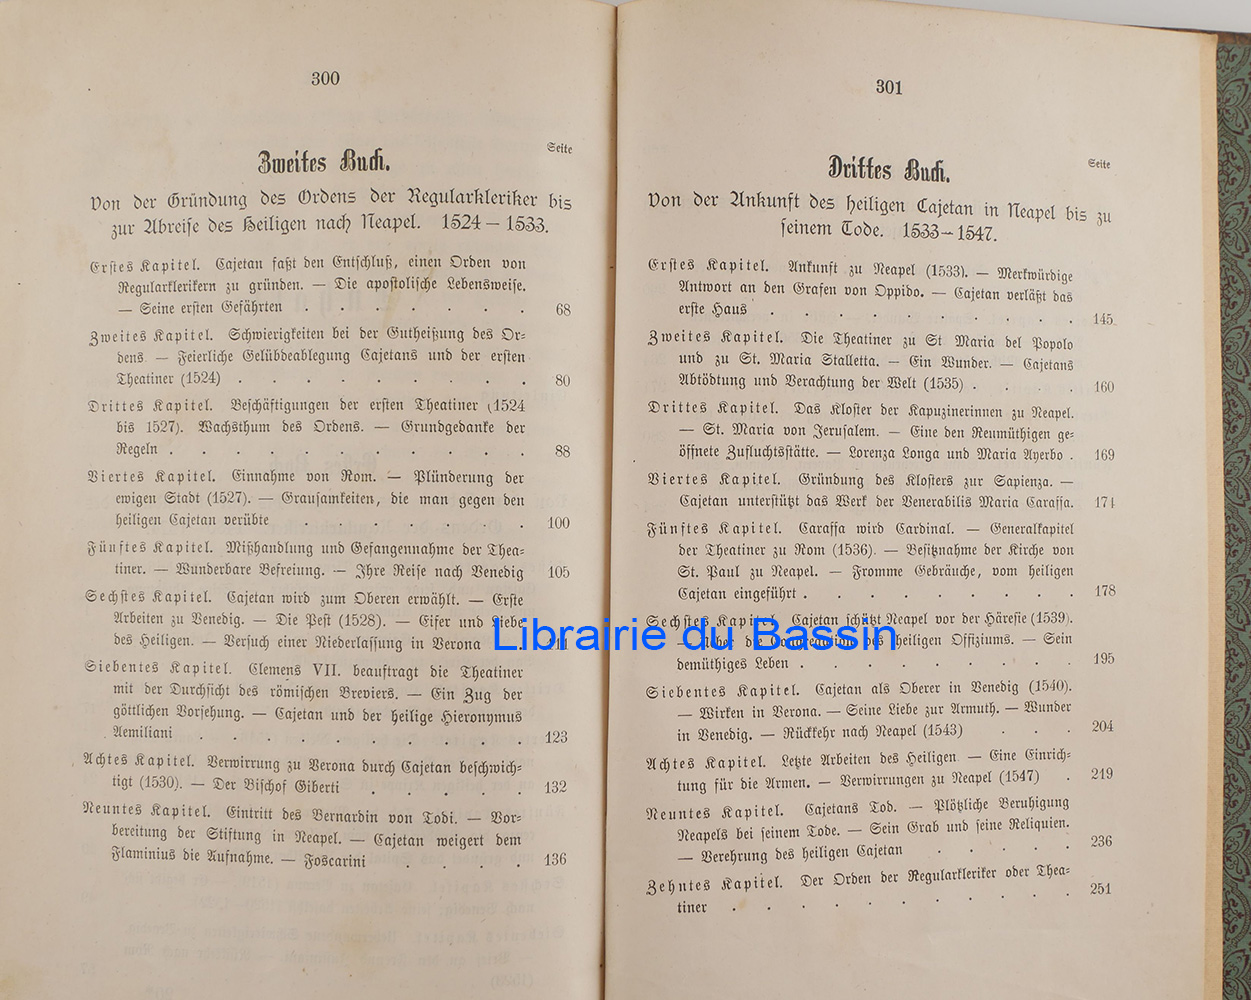 300
Seite
Zweites Buch.
Von der Gründung des Ordens der Regularkleriker bis
zur Abreise des Heiligen nach Neapel. 1524–1533.
Erstes Kapitel. Cajetan faßt den Entschluß, einen Orden von
Regularklerikern zu gründen. — Die apostolische Lebensweise.
— Seine ersten Gefährten . . . . . . . 68
Zweites Kapitel. Schwierigkeiten bei der Gutheißung des Or=
dens — Feierliche Gelübdeablegung Cajetans und der ersten
Theatiner (1524) . . . . . . . . . 80
Drittes Kapitel. Beschäftigungen der ersten Theatiner (1524
bis 1527). Wachsthum des Ordens. — Grundgedanke der
Regeln . . . . . . . . . . . 88
Viertes Kapitel. Einnahme von Rom. — Plünderung der
ewigen Stadt (1527). — Grausamkeiten, die man gegen den
heiligen Cajetan verübte . . . . . . . 100
Fünftes Kapitel. Mißhandlung und Gefangennahme der Thea=
tiner. — Wunderbare Befreiung. — Ihre Reise nach Venedig 105
Sechstes Kapitel. Cajetan wird zum Oberen erwählt. — Erste
Arbeiten zu Venedig. — Die Pest (1528). — Eifer und Liebe
des Heiligen. — Versuch einer Niederlassung in Verona . 111
Siebentes Kapitel. Clemens VII. beauftragt die Theatiner
mit der Durchsicht des römischen Breviers. — Ein Zug der
göttlichen Vorsehung. — Cajetan und der heilige Hieronymus
Aemiliani . . . . . . . . . . 123
Achtes Kapitel. Verwirrung zu Verona durch Cajetan beschwich=
tigt (1530). — Der Bischof Giberti . . . . . 132
Neuntes Kapitel. Eintritt des Bernardin von Todi. — Vor=
bereitung der Stiftung in Neapel. — Cajetan weigert dem
Flaminius die Aufnahme. — Foscarini . . . . 136
301
Seite
Drittes Buch.
Von der Ankunft des heiligen Cajetan in Neapel bis zu
seinem Tode. 1533–1547.
Erstes Kapitel. Ankunft zu Neapel (1533). — Merkwürdige
Antwort an den Grafen von Oppido. — Cajetan verläßt das
erste Haus . . . . . . . . . 145
Zweites Kapitel. Die Theatiner zu St Maria del Popolo
und zu St. Maria Stalletta. — Ein Wunder. — Cajetans
Abtödtung und Verachtung der Welt (1535) . . . . 160
Drittes Kapitel. Das Kloster der Kapuzinerinnen zu Neapel.
— St. Maria von Jerusalem. — Eine den Reumüthigen ge=
öffnete Zufluchtsstätte. — Lorenza Longa und Maria Ayerbo . 169
Viertes Kapitel. Gründung des Klosters zur Sapienza. —
Cajetan unterstützt das Werk der Venerabilis Maria Caraffa. 174
Fünftes Kapitel. Caraffa wird Cardinal. — Generalkapitel
der Theatiner zu Rom (1536). — Besitznahme der Kirche von
St. Paul zu Neapel. — Fromme Gebräuche, vom heiligen
Cajetan eingeführt . . . . . . . . 178
Sechstes Kapitel. Cajetan schützt Neapel vor der Häresie (1539).
— Ueber die Congregation des heiligen Offiziums. — Sein
demüthiges Leben . . . . . . . . 195
Siebentes Kapitel. Cajetan als Oberer in Venedig (1540).
— Wirken in Verona. — Seine Liebe zur Armuth. — Wunder
in Venedig. — Rückkehr nach Neapel (1543) . . . 204
Achtes Kapitel. Letzte Arbeiten des Heiligen — Eine Einrich=
tung für die Armen. — Verwirrungen zu Neapel (1547) . 219
Neuntes Kapitel. Cajetans Tod. — Plötzliche Beruhigung
Neapels bei seinem Tode. — Sein Grab und seine Reliquien.
— Verehrung des heiligen Cajetan . . . . 236
Zehntes Kapitel. Der Orden der Regularkleriker oder Thea=
tiner . . . . . . . . . . 251
Librairie du Bassin